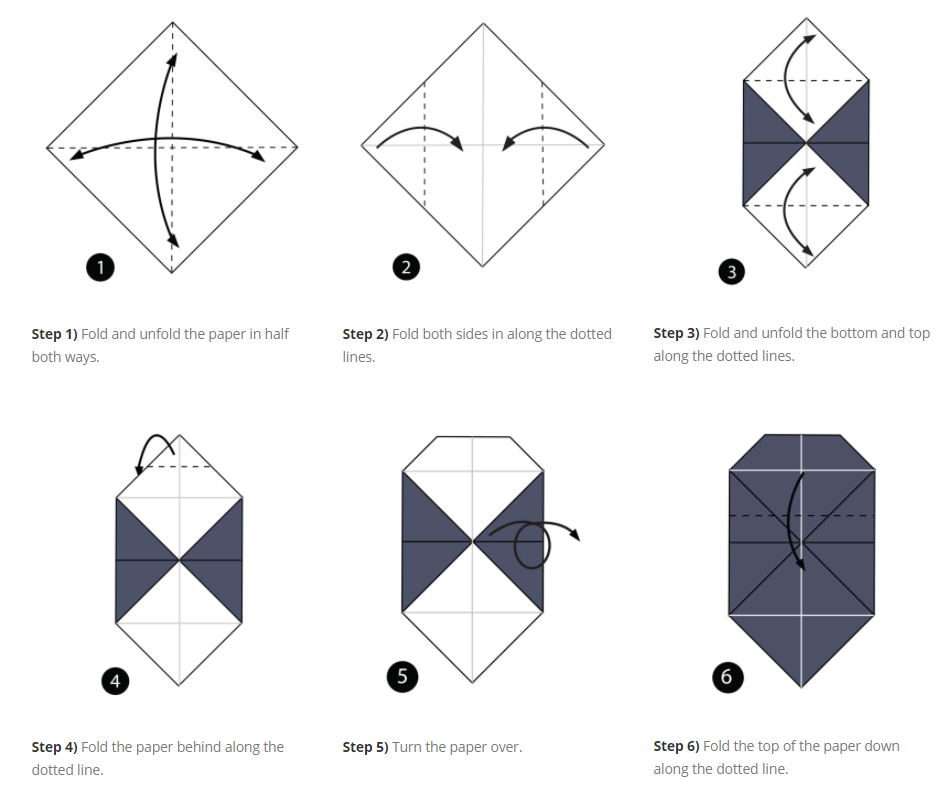 1
2
3
Step 1) Fold and unfold the paper in half
both ways.
Step 2) Fold both sides in along the dotted
lines.
Step 3) Fold and unfold the bottom and top
along the dotted lines.
4
5
6
Step 4) Fold the paper behind along the
dotted line.
Step 5) Turn the paper over.
Step 6) Fold the top of the paper down
along the dotted line.